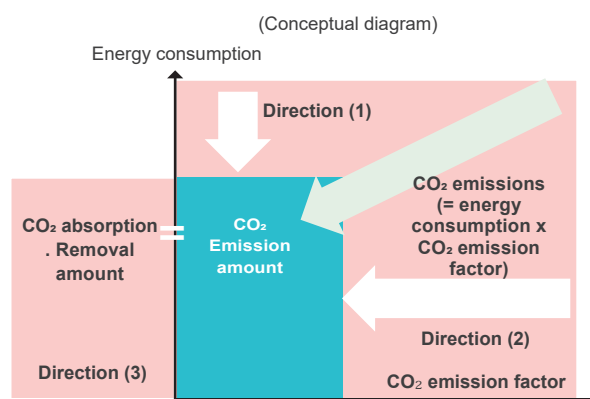 (Conceptual diagram)
Energy consumption
Direction (1)
CO₂ emissions
(= energy
consumption x
CO₂ emission
factor)
CO₂ absorption
. Removal
amount
CO₂
Emission
amount
Direction (2)
Direction (3)
CO₂ emission factor